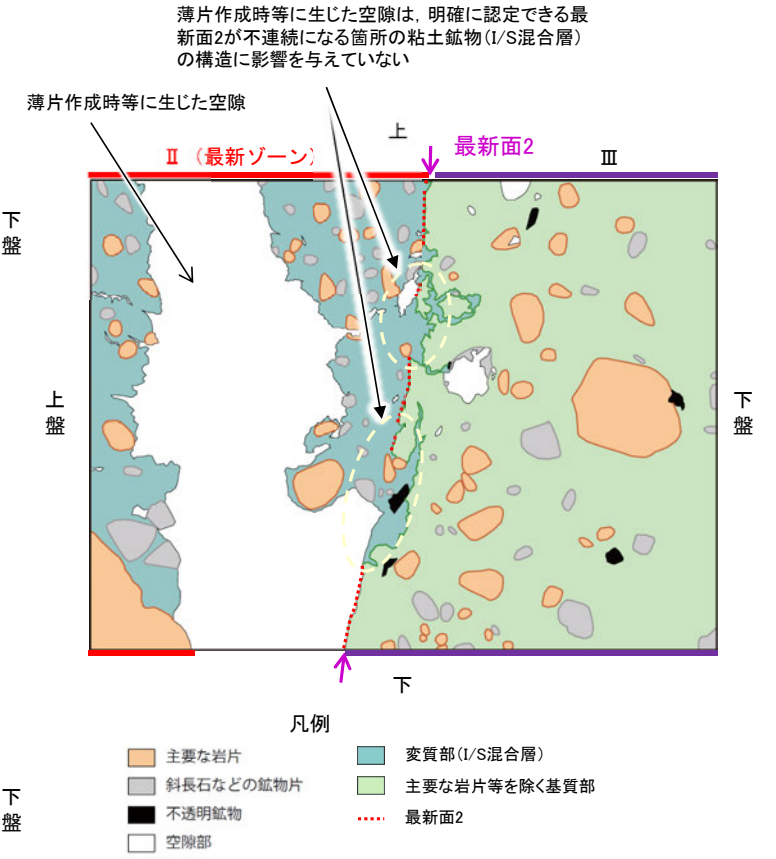 薄片作成時等に生じた空隙は，明確に認定できる最
新面2が不連続になる箇所の粘土鉱物(I/S混合層)
の構造に影響を与えていない
薄片作成時等に生じた空隙
上
最新面2
Ⅱ （最新ゾーン）
Ⅲ
下
盤
上
盤
下
盤
下
凡例
主要な岩片
変質部(I/S混合層)
斜長石などの鉱物片
主要な岩片等を除く基質部
下
盤
不透明鉱物
最新面2
空隙部